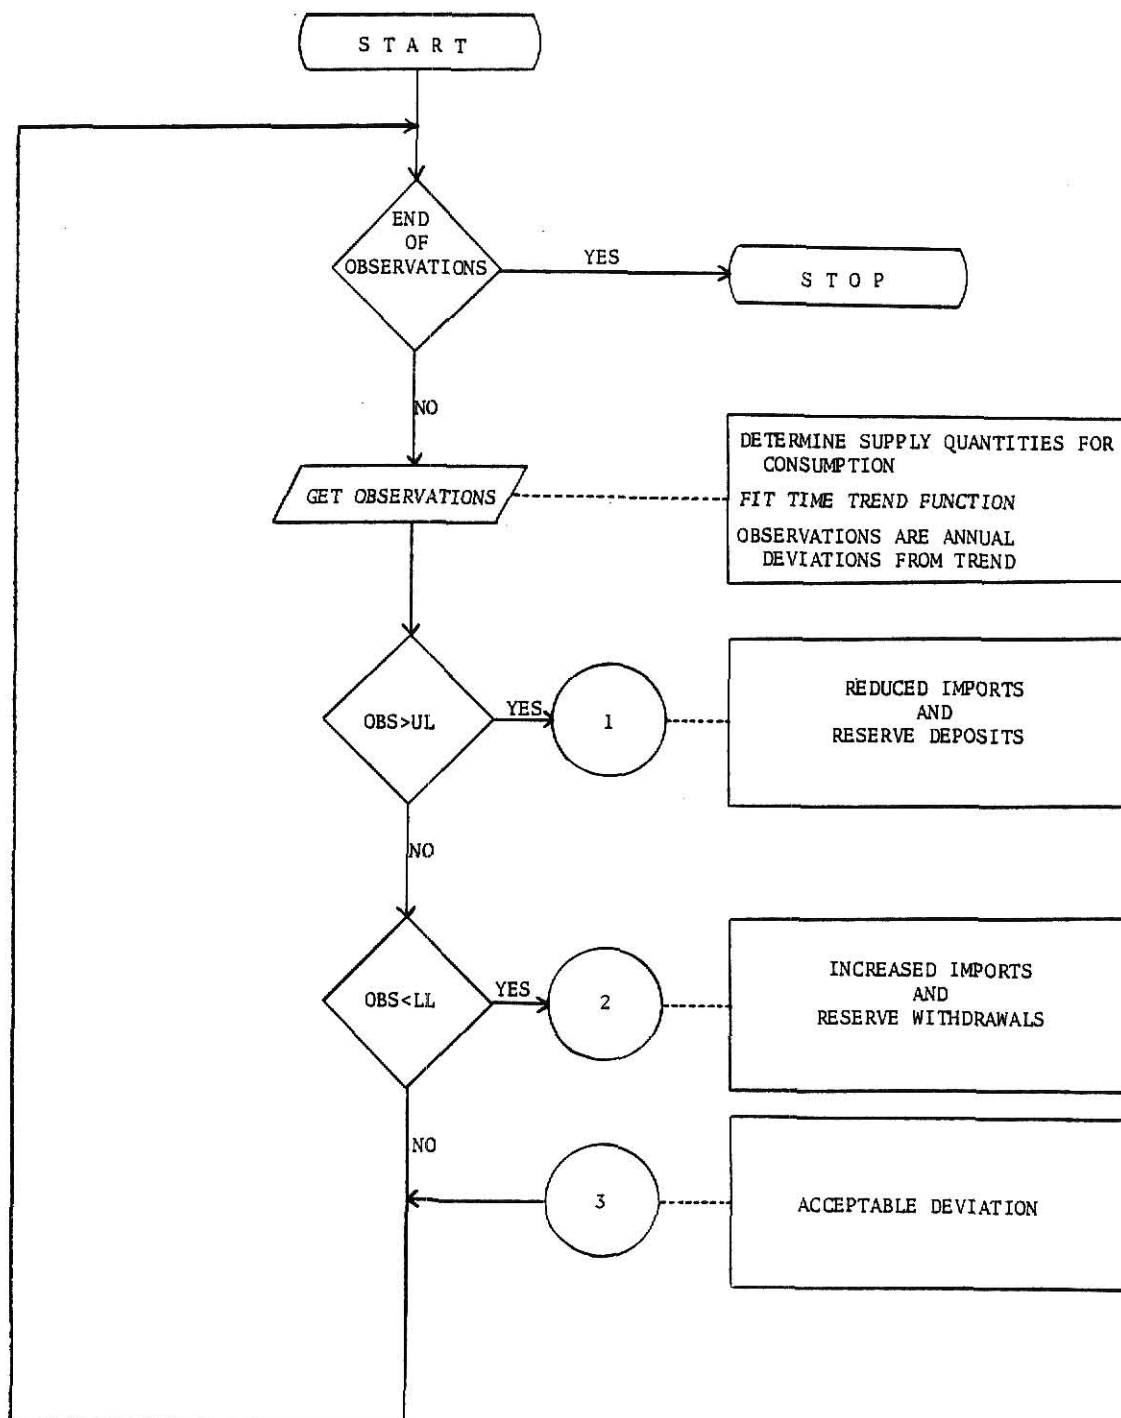 S T A R T
END
OF
OBSERVATIONS
YES
S T O P
NO
GET OBSERVATIONS
DETERMINE SUPPLY QUANTITIES FOR
CONSUMPTION
FIT TIME TREND FUNCTION
OBSERVATIONS ARE ANNUAL
DEVIATIONS FROM TREND
OBS>UL
YES
1
REDUCED IMPORTS
AND
RESERVE DEPOSITS
NO
OBS<LL
YES
2
INCREASED IMPORTS
AND
RESERVE WITHDRAWALS
NO
3
ACCEPTABLE DEVIATION